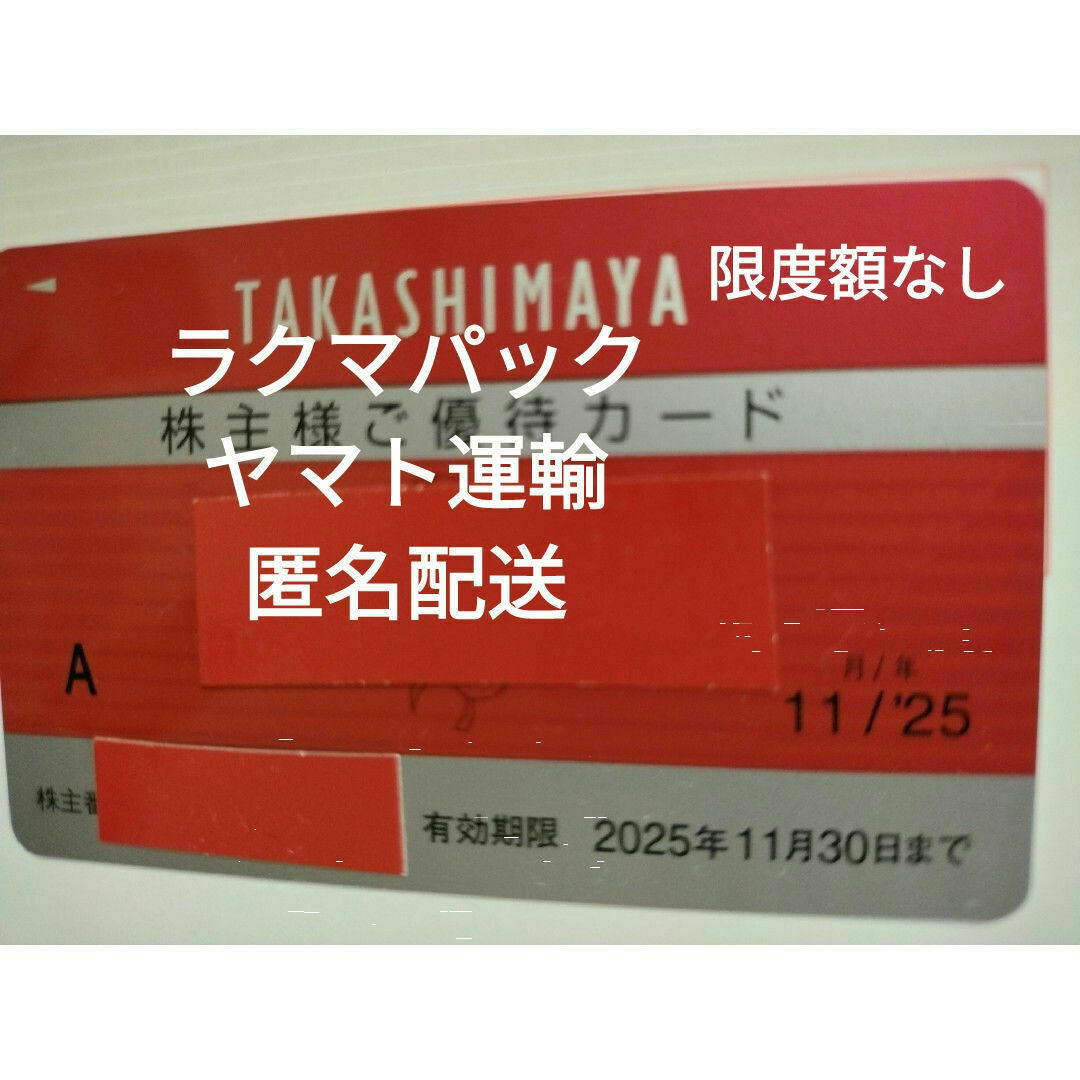 TAKASHIMAYA
限度額なし
ラクマパック
株主様ご優待カード
ヤマト運輸
匿名配送
A
月/年
11/'25
株主番
有効期限 2025年11月30日まで